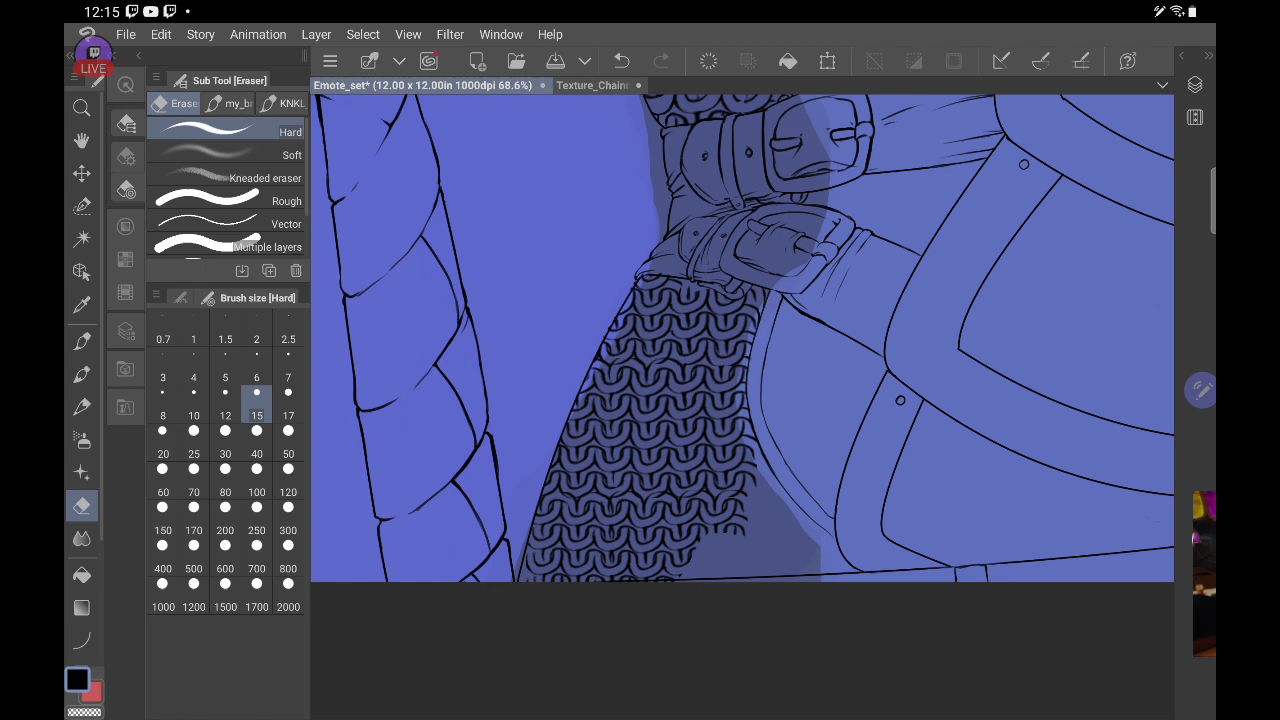 12:15
File Edit Story Animation Layer Select View Filter Window Help
LIVE
Sub Tool [Eraser]
Emote_set* (12.00 x 12.00in 1000dpi 68.6%)
Texture_Chain
Erase
my_b
KNKL
Hard
Soft
Kneaded eraser
Rough
Vector
Multiple layers
Brush size [Hard]
0.7 1 1.5 2 2.5
3 4 5 6 7
8 10 12 15 17
20 25 30 40 50
60 70 80 100 120
150 170 200 250 300
400 500 600 700 800
1000 1200 1500 1700 2000